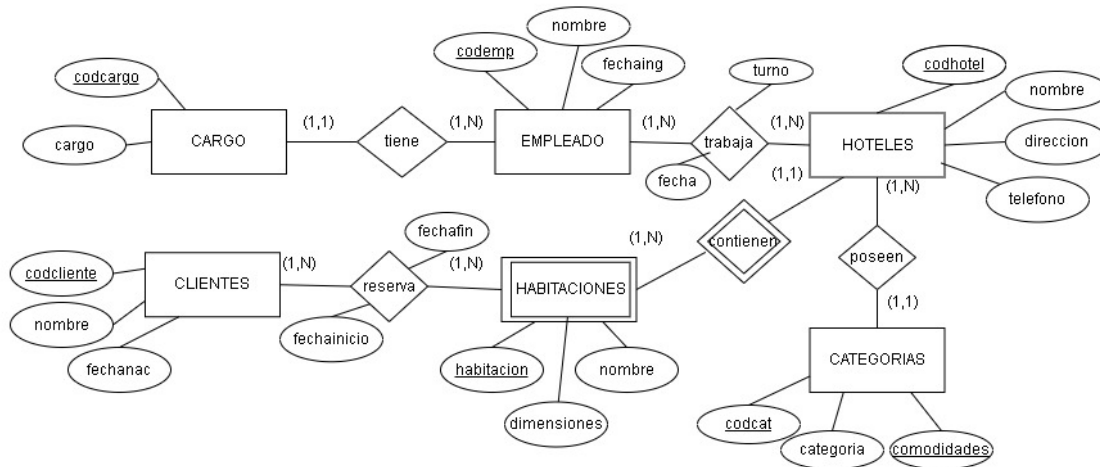 nombre
codemp
codhotel
codcargo
fechaing
turno
nombre
(1,1)
(1,N)
(1,N)
(1,N)
cargo
CARGO
tiene
EMPLEADO
trabaja
HOTELES
direccion
fecha
(1,1)
(1,N)
telefono
fechafin
(1,N)
(1,N)
(1,N)
contienen
codcliente
CLIENTES
reserva
HABITACIONES
poseen
nombre
fechainicio
(1,1)
fechanac
habitacion
nombre
CATEGORIAS
dimensiones
codcat
categoria
comodidades